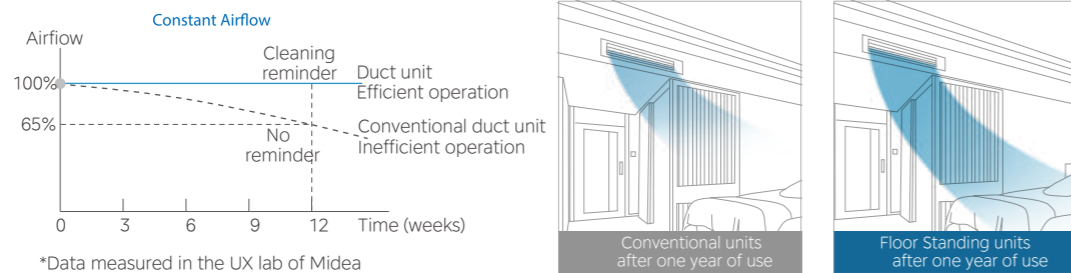 Constant Airflow
Airflow
Cleaning
reminder
100%
Duct unit
Efficient operation
65%
Conventional duct unit
Inefficient operation
No
reminder
0 3 6 9 12 Time (weeks)
*Data measured in the UX lab of Midea
Conventional units
after one year of use
Floor Standing units
after one year of use